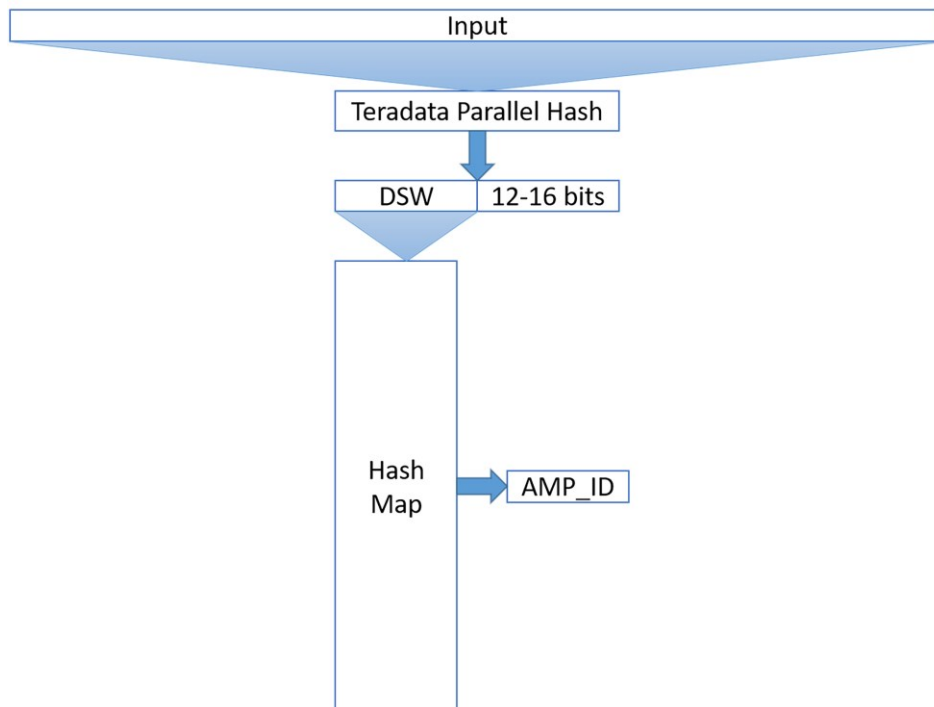 Input
Teradata Parallel Hash
DSW 12-16 bits
Hash
Map
AMP_ID